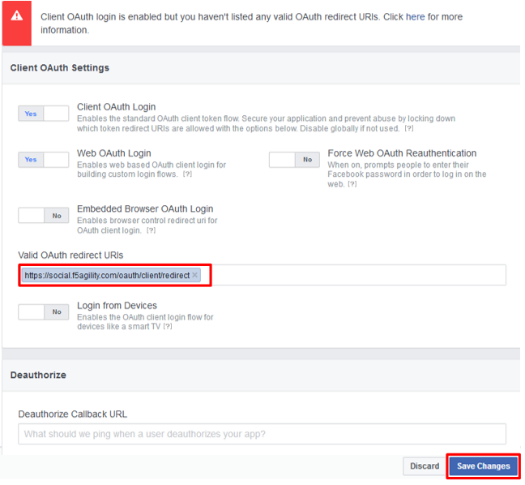 Client OAuth login is enabled but you haven't listed any valid OAuth redirect URIs. Click here for more
information.
Client OAuth Settings
Yes
Client OAuth Login
Enables the standard OAuth client token flow. Secure your application and prevent abuse by locking down
which token redirect URIs are allowed with the options below. Disable globally if not used. [?]
Yes
Web OAuth Login
Enables web based OAuth client login for
building custom login flows. [?]
No
Force Web OAuth Reauthentication
When on, prompts people to enter their
Facebook password in order to log in on the
web. [?]
No
Embedded Browser OAuth Login
Enables browser control redirect uri for
OAuth client login. [?]
Valid OAuth redirect URIs
https://social.f5agility.com/oauth/client/redirect ×
No
Login from Devices
Enables the OAuth client login flow for
devices like a smart TV [?]
Deauthorize
Deauthorize Callback URL
What should we ping when a user deauthorizes your app?
Discard
Save Changes